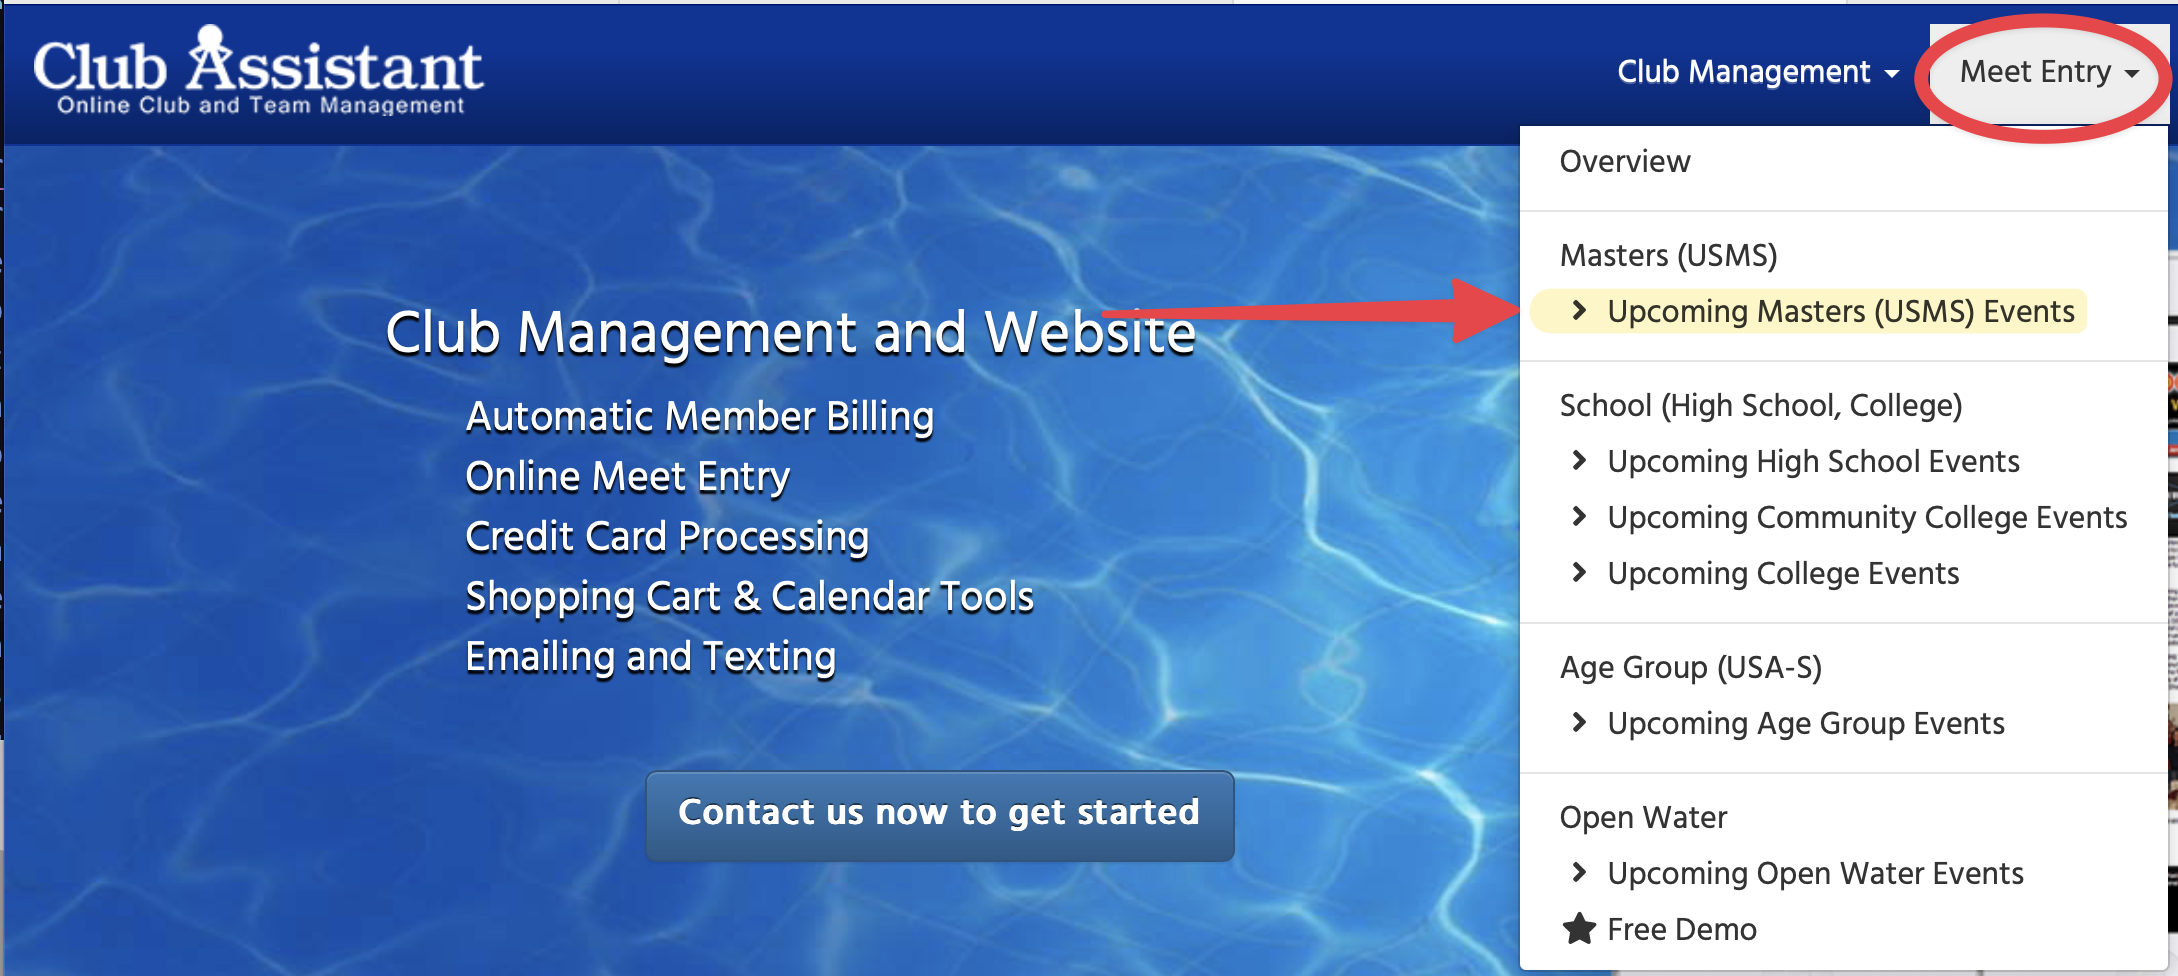 Club Assistant
Online Club and Team Management
Club Management
Meet Entry
Overview
Masters (USMS)
Upcoming Masters (USMS) Events
School (High School, College)
Upcoming High School Events
Upcoming Community College Events
Upcoming College Events
Age Group (USA-S)
Upcoming Age Group Events
Open Water
Upcoming Open Water Events
Free Demo
Club Management and Website
Automatic Member Billing
Online Meet Entry
Credit Card Processing
Shopping Cart & Calendar Tools
Emailing and Texting
Contact us now to get started